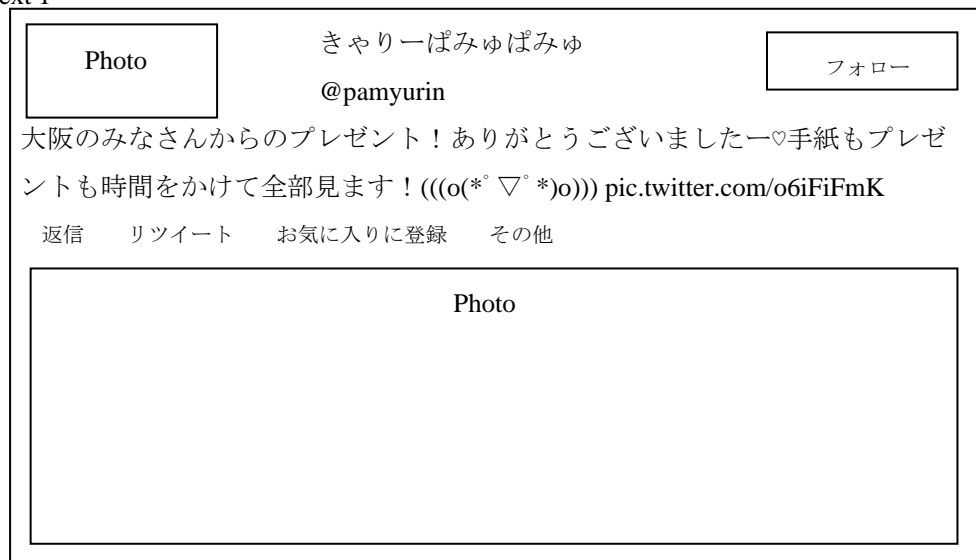 Photo
きゃりーぱみゅぱみゅ
@pamyurin
フォロー
大阪のみなさんからのプレゼント！ありがとうございましたー♡手紙もプレゼ
ントも時間をかけて全部見ます！(((o(*ﾟ▽ﾟ*)o))) pic.twitter.com/o6iFiFmK
返信 リツイート お気に入りに登録 その他
Photo